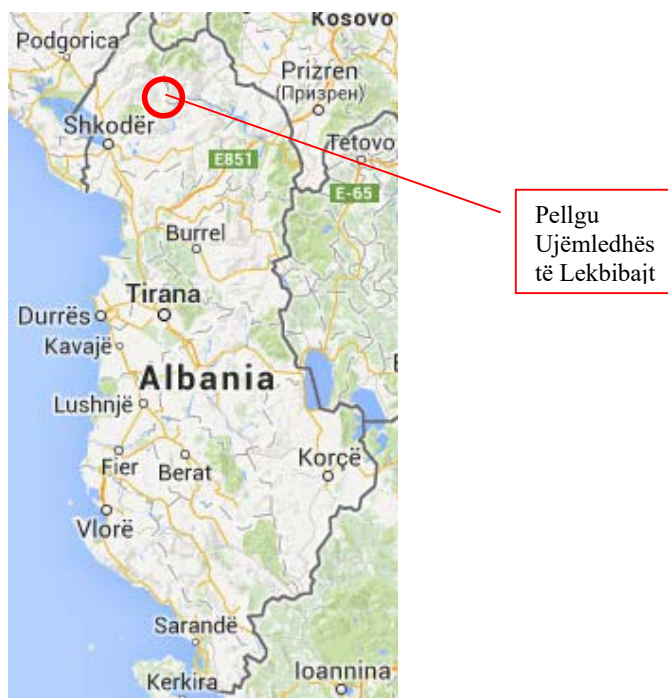 Kosovo
Podgorica
Prizren
(Призрен)
Shkodër
Tetovo
E851
E-65
Pellgu
Ujëmledhës
të Lekbibajt
Burrel
Tirana
Durrës
Kavajë
Albania
Lushnjë
Fier
Berat
Korçë
Vlorë
Sarandë
Ioannina
Kerkira